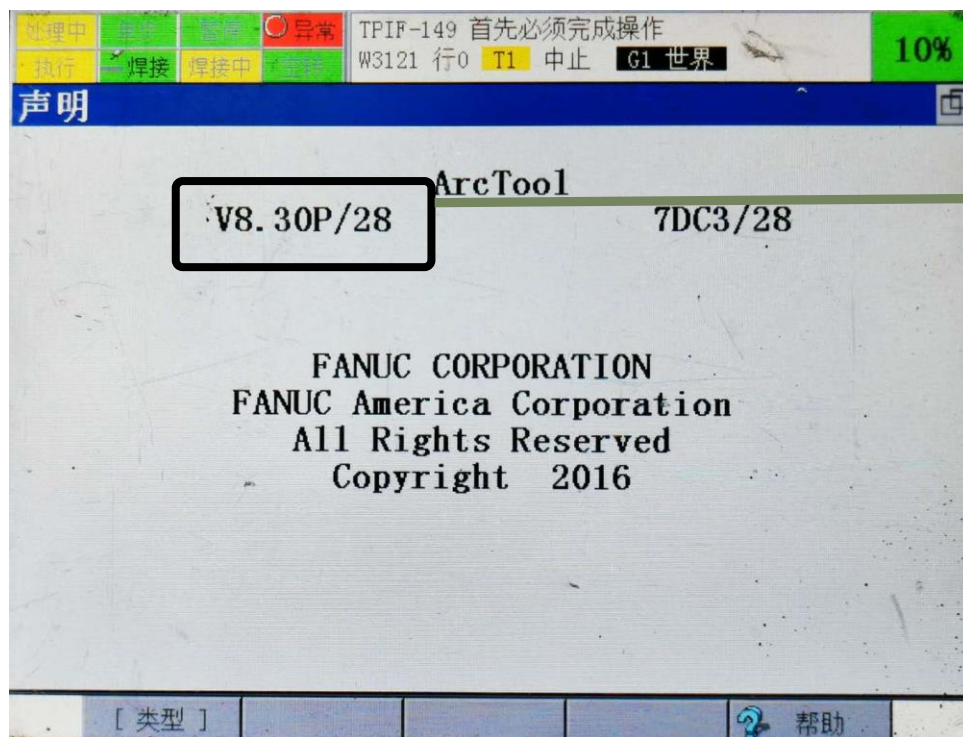 处理中 单步 暂停 异常 TPIF-149 首先必须完成操作
执行 焊接 焊接中 空转 W3121 行0 T1 中止 G1 世界 10%
声明
ArcTool
V8.30P/28 7DC3/28
FANUC CORPORATION
FANUC America Corporation
All Rights Reserved
Copyright 2016
[ 类型 ] 帮助